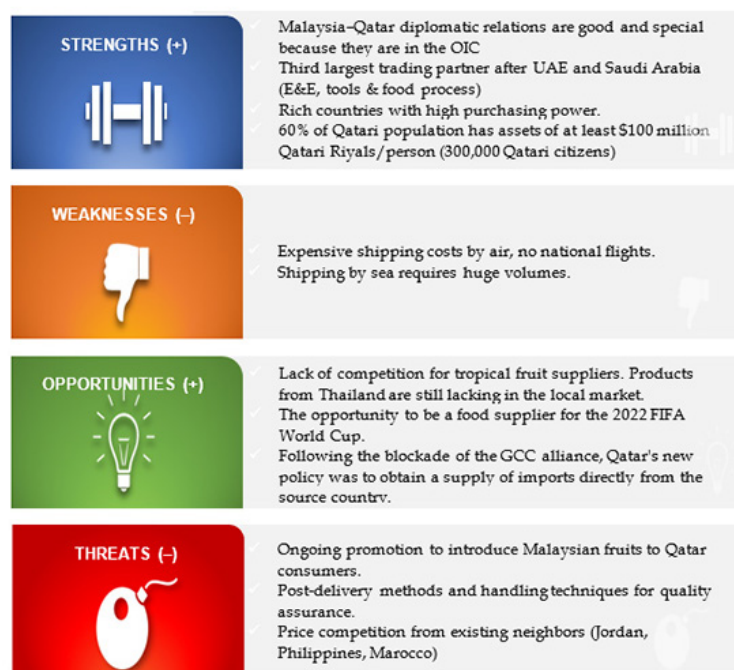 STRENGTHS (+)
Malaysia–Qatar diplomatic relations are good and special
because they are in the OIC
Third largest trading partner after UAE and Saudi Arabia
(E&E, tools & food process)
Rich countries with high purchasing power.
60% of Qatari population has assets of at least $100 million
Qatari Riyals/person (300,000 Qatari citizens)
WEAKNESSES (–)
Expensive shipping costs by air, no national flights.
Shipping by sea requires huge volumes.
OPPORTUNITIES (+)
Lack of competition for tropical fruit suppliers. Products
from Thailand are still lacking in the local market.
The opportunity to be a food supplier for the 2022 FIFA
World Cup.
Following the blockade of the GCC alliance, Qatar's new
policy was to obtain a supply of imports directly from the
source country.
THREATS (–)
Ongoing promotion to introduce Malaysian fruits to Qatar
consumers.
Post-delivery methods and handling techniques for quality
assurance.
Price competition from existing neighbors (Jordan,
Philippines, Marocco)